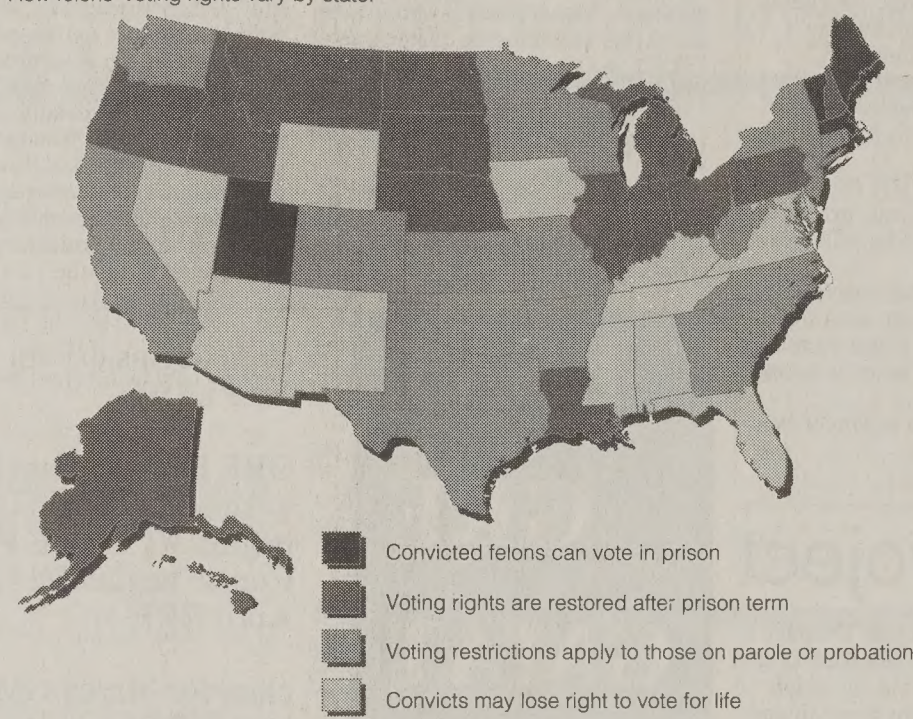 How felons' voting rights vary by state.
oject
Convicted felons can vote in prison
Voting rights are restored after prison term
Voting restrictions apply to those on parole or probation
Convicts may lose right to vote for life